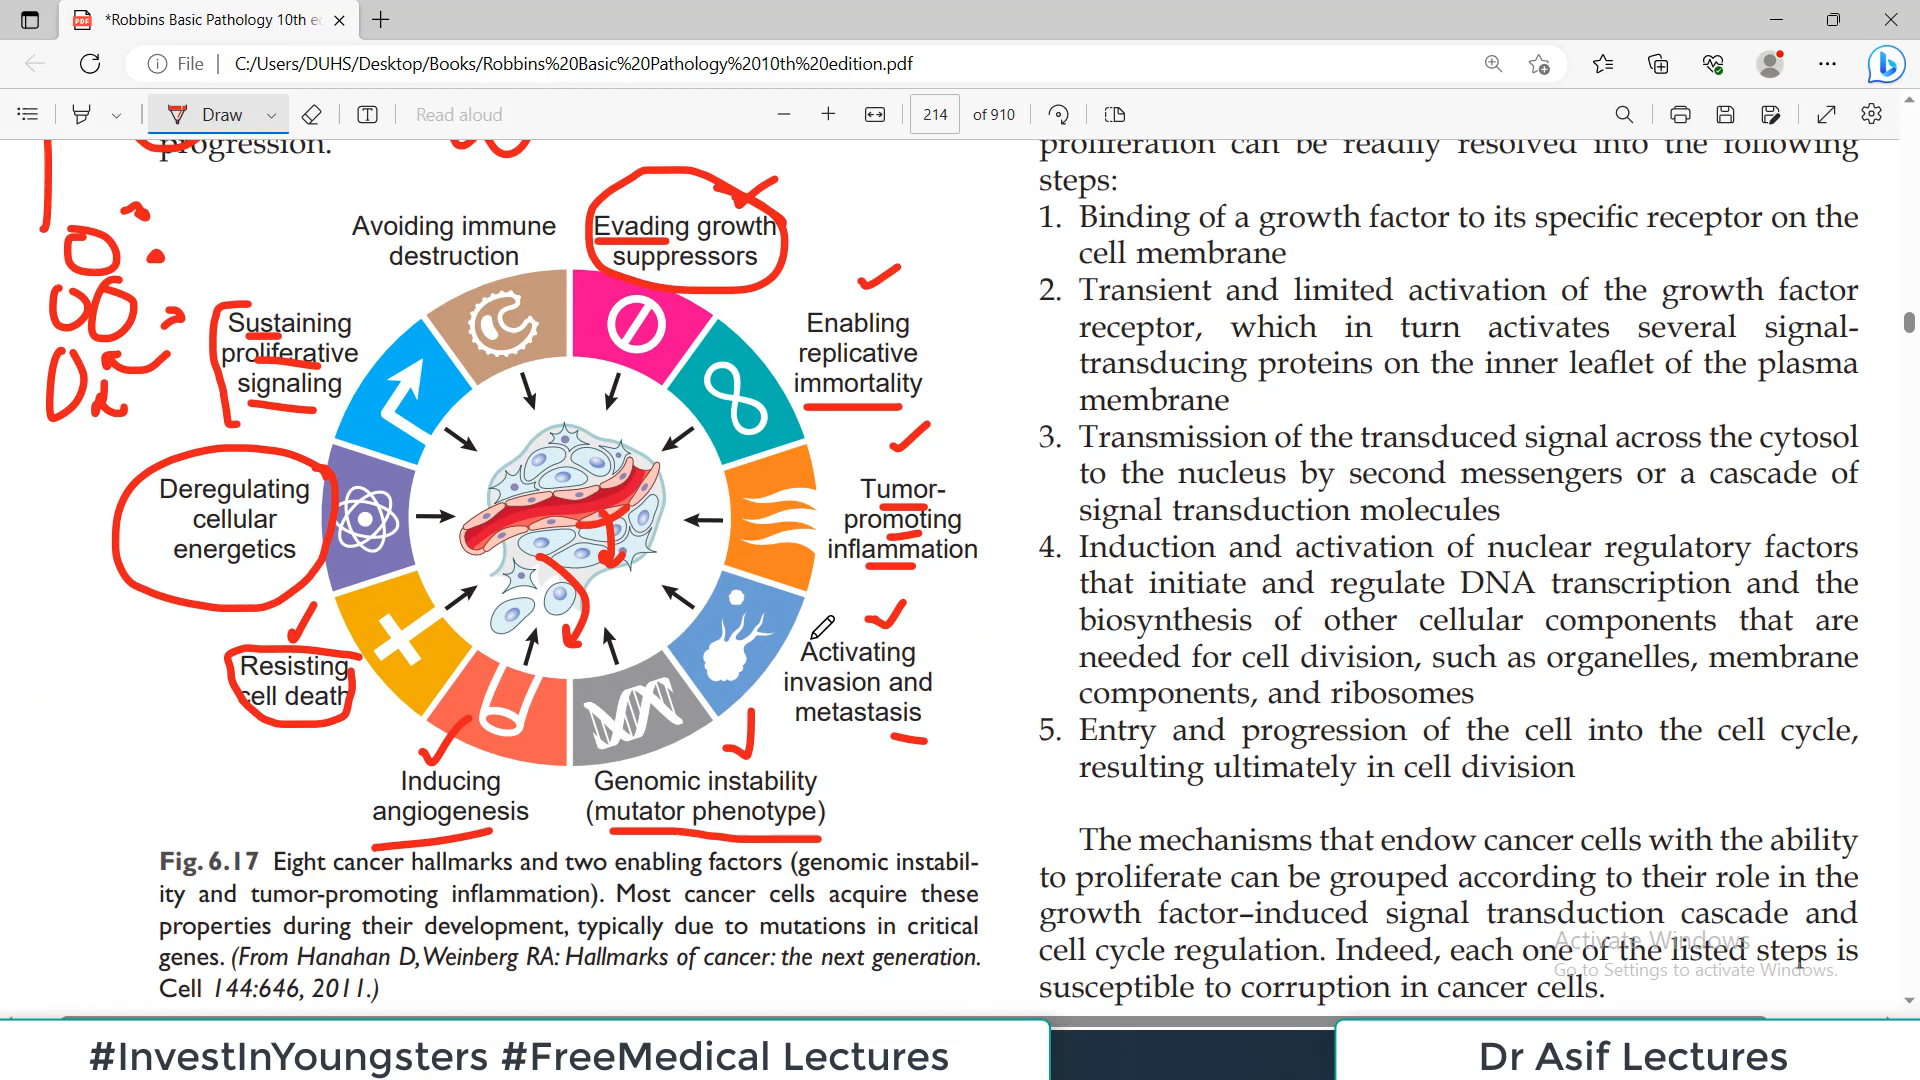 *Robbins Basic Pathology 10th e
File
C:/Users/DUHS/Desktop/Books/Robbins%20Basic%20Pathology%2010th%20edition.pdf
Draw
Read aloud
214
of 910
progression.
Avoiding immune
destruction
Evading growth
suppressors
Sustaining
proliferative
signaling
Enabling
replicative
immortality
Deregulating
cellular
energetics
Tumor-
promoting
inflammation
Resisting
cell death
Activating
invasion and
metastasis
Inducing
angiogenesis
Genomic instability
(mutator phenotype)
Fig. 6.17 Eight cancer hallmarks and two enabling factors (genomic instabil-
ity and tumor-promoting inflammation). Most cancer cells acquire these
properties during their development, typically due to mutations in critical
genes. (From Hanahan D, Weinberg RA: Hallmarks of cancer: the next generation.
Cell 144:646, 2011.)
proliferation can be readily resolved into the following
steps:
1. Binding of a growth factor to its specific receptor on the
cell membrane
2. Transient and limited activation of the growth factor
receptor, which in turn activates several signal-
transducing proteins on the inner leaflet of the plasma
membrane
3. Transmission of the transduced signal across the cytosol
to the nucleus by second messengers or a cascade of
signal transduction molecules
4. Induction and activation of nuclear regulatory factors
that initiate and regulate DNA transcription and the
biosynthesis of other cellular components that are
needed for cell division, such as organelles, membrane
components, and ribosomes
5. Entry and progression of the cell into the cell cycle,
resulting ultimately in cell division
The mechanisms that endow cancer cells with the ability
to proliferate can be grouped according to their role in the
growth factor–induced signal transduction cascade and
cell cycle regulation. Indeed, each one of the listed steps is
susceptible to corruption in cancer cells.
Activate Windows
Go to Settings to activate Windows.
#InvestInYoungsters #FreeMedical Lectures
Dr Asif Lectures